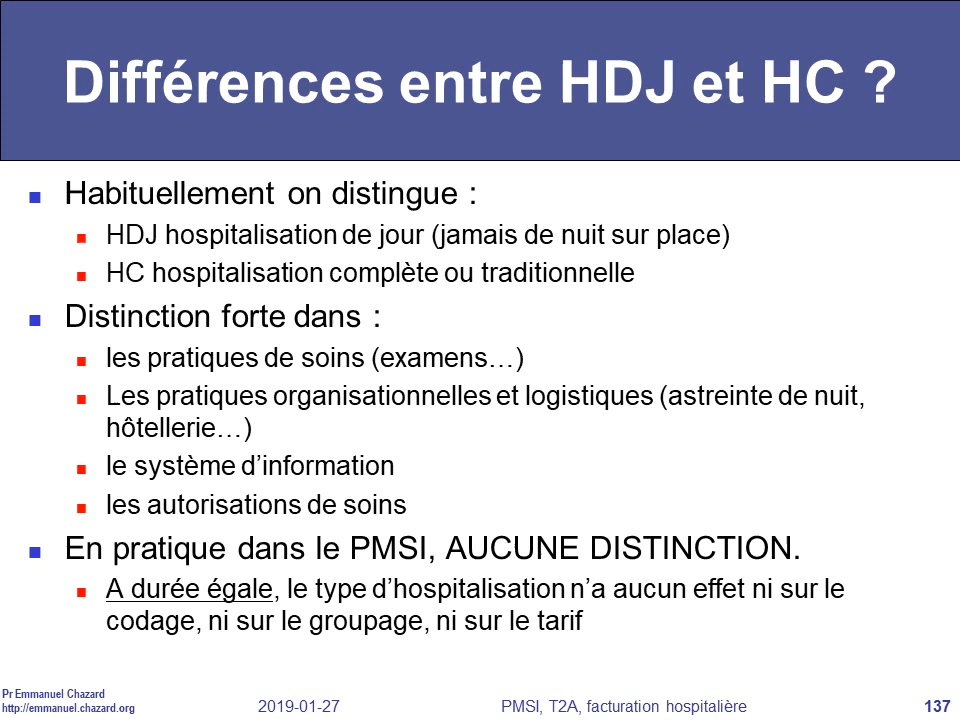 Différences entre HDJ et HC ?
Habituellement on distingue :
HDJ hospitalisation de jour (jamais de nuit sur place)
HC hospitalisation complète ou traditionnelle
Distinction forte dans :
les pratiques de soins (examens…)
Les pratiques organisationnelles et logistiques (astreinte de nuit,
hôtellerie…)
le système d’information
les autorisations de soins
En pratique dans le PMSI, AUCUNE DISTINCTION.
A durée égale, le type d’hospitalisation n’a aucun effet ni sur le
codage, ni sur le groupage, ni sur le tarif
Pr Emmanuel Chazard
http://emmanuel.chazard.org
2019-01-27
PMSI, T2A, facturation hospitalière
137